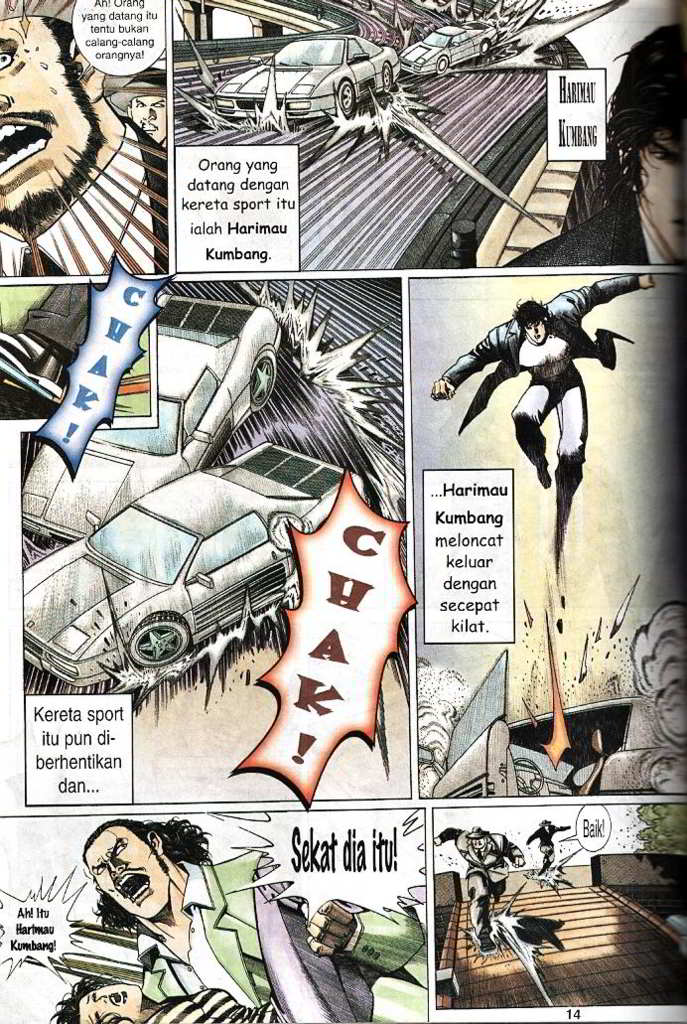 Ah! Orang
yang datang itu
tentu bukan
calang-calang
orangnya!
HARIMAU
KUMBANG
Orang yang
datang dengan
kereta sport itu
ialah Harimau
Kumbang.
CHAK!
CHAK!
Kereta sport
itu pun di-
berhentikan
dan...
...Harimau
Kumbang
meloncat
keluar
dengan
secepat
kilat.
Ah! Itu
Harimau
Kumbang!
Sekat dia itu!
Baik!
14